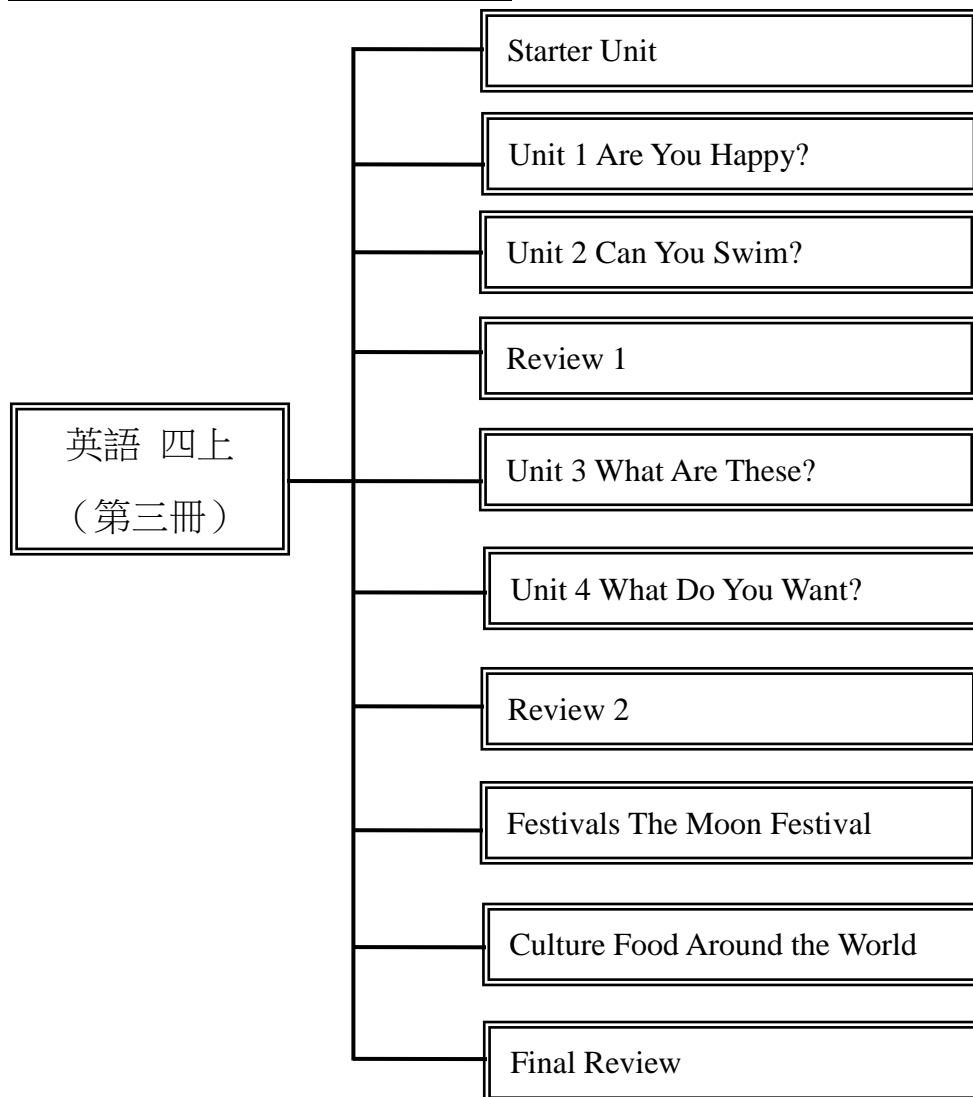 Starter Unit
Unit 1 Are You Happy?
Unit 2 Can You Swim?
Review 1
英語 四上
（第三冊）
Unit 3 What Are These?
Unit 4 What Do You Want?
Review 2
Festivals The Moon Festival
Culture Food Around the World
Final Review